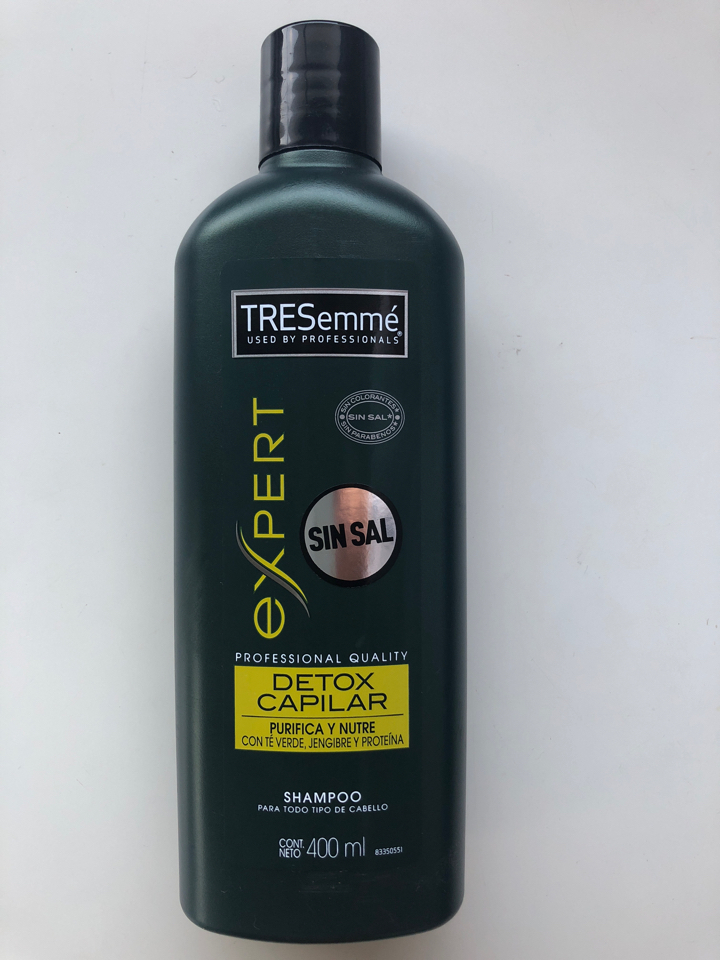 TRESemmé®
USED BY PROFESSIONALS
SIN COLORANTES
SIN SAL*
SIN PARABENOS
eXPERT
SIN SAL
PROFESSIONAL QUALITY
DETOX
CAPILAR
PURIFICA Y NUTRE
CON TÉ VERDE, JENGIBRE Y PROTEÍNA
SHAMPOO
PARA TODO TIPO DE CABELLO
CONT. NETO 400 ml 83350551